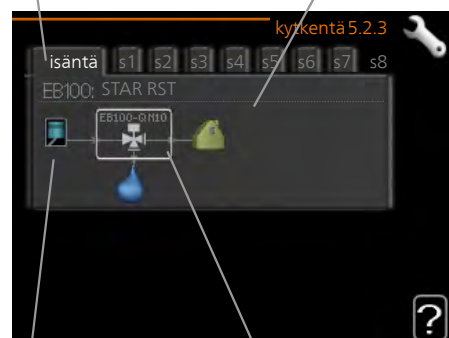 kytkentä 5.2.3
isäntä s1 s2 s3 s4 s5 s6 s7 s8
EB100: STAR RST
EB100-QN10
?